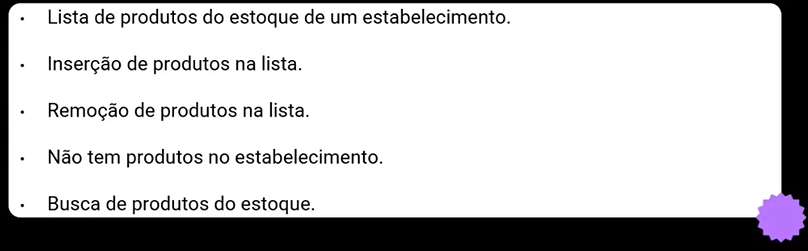 • Lista de produtos do estoque de um estabelecimento.
• Inserção de produtos na lista.
• Remoção de produtos na lista.
• Não tem produtos no estabelecimento.
• Busca de produtos do estoque.